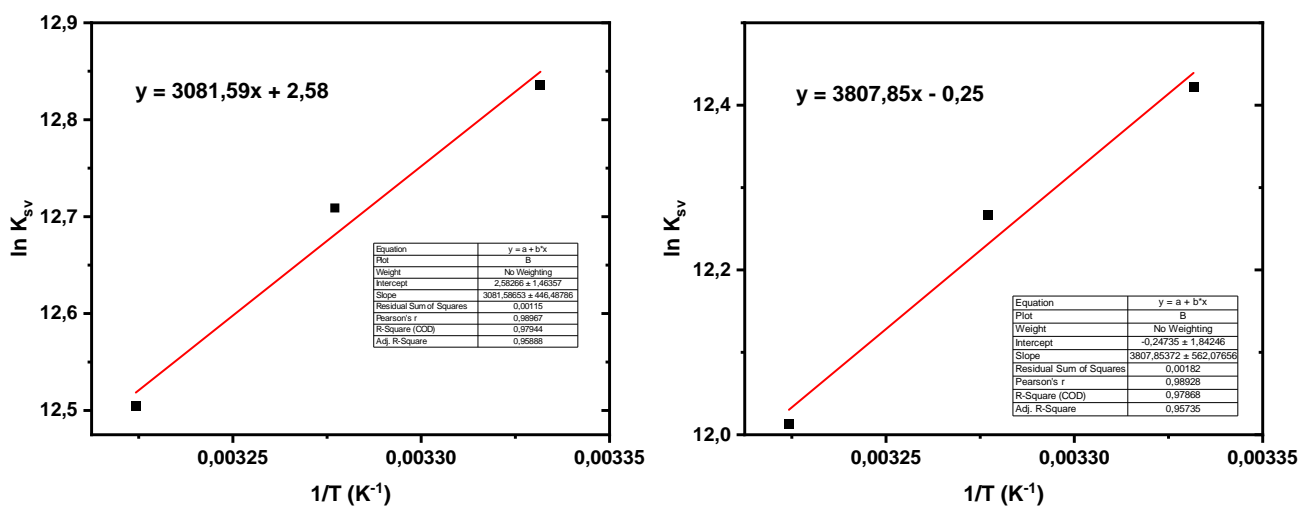 12,9
12,8
12,7
12,6
12,5
ln K_sv
y = 3081,59x + 2,58
Equation y = a + b*x
Plot B
Weight No Weighting
Intercept 2,58266 ± 1,46357
Slope 3081,58653 ± 446,48786
Residual Sum of Squares 0,00115
Pearson's r 0,98967
R-Square (COD) 0,97944
Adj. R-Square 0,95888
0,00325 0,00330 0,00335
1/T (K⁻¹)
12,4
12,2
12,0
ln K_sv
y = 3807,85x - 0,25
Equation y = a + b*x
Plot B
Weight No Weighting
Intercept -0,24735 ± 1,84246
Slope 3807,85372 ± 562,07656
Residual Sum of Squares 0,00182
Pearson's r 0,98928
R-Square (COD) 0,97868
Adj. R-Square 0,95735
0,00325 0,00330 0,00335
1/T (K⁻¹)